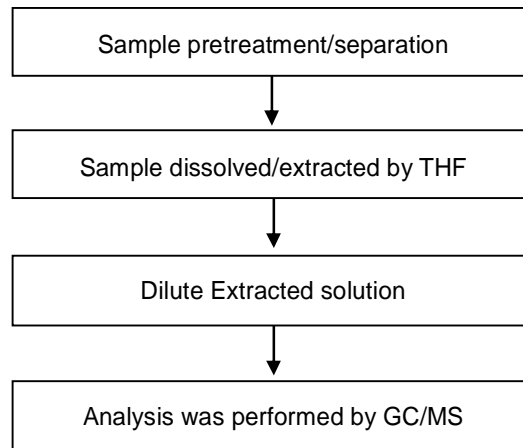 Sample pretreatment/separation
Sample dissolved/extracted by THF
Dilute Extracted solution
Analysis was performed by GC/MS